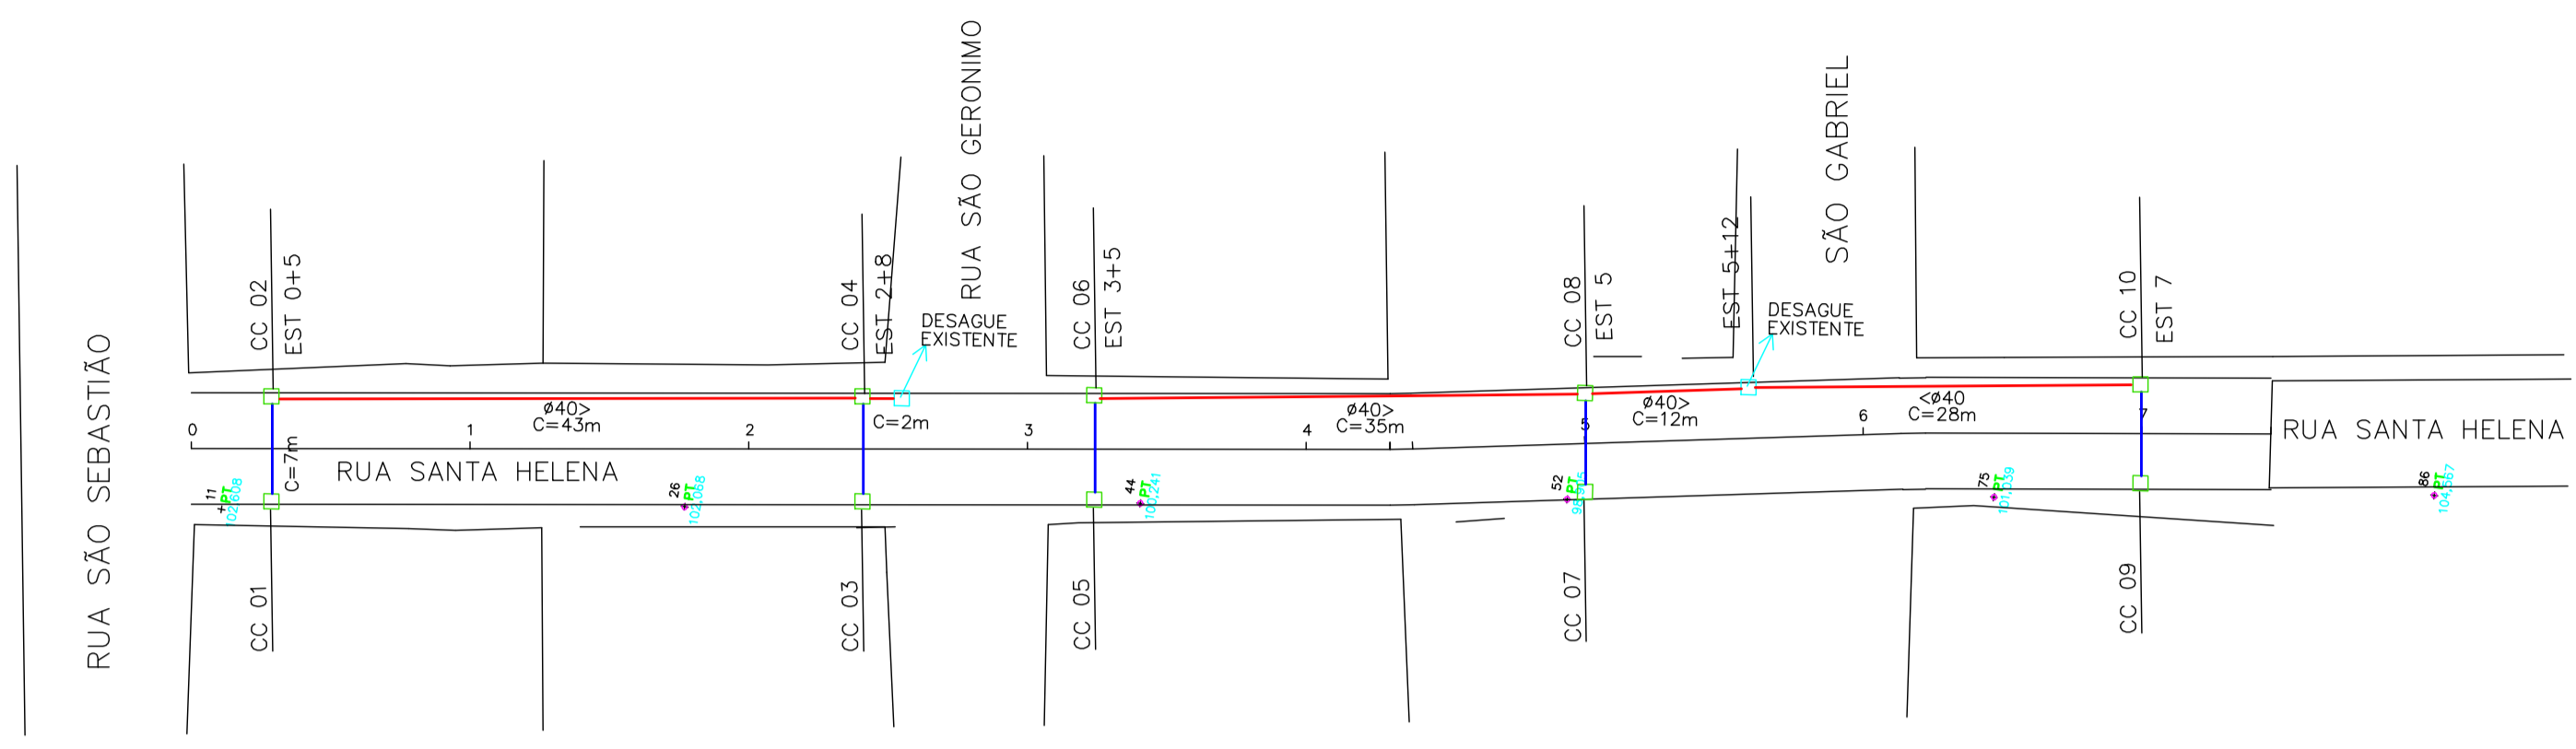 RUA SÃO SEBASTIÃO
CC 02
EST 0+5
CC 04
EST 2+8
RUA SÃO GERONIMO
DESAGUE
EXISTENTE
CC 06
EST 3+5
CC 08
EST 5
EST 5+12
SÃO GABRIEL
DESAGUE
EXISTENTE
CC 10
EST 7
ø40>
C=43m
C=2m
ø40>
C=35m
ø40>
C=12m
<ø40
C=28m
0
1
2
3
4
5
6
7
RUA SANTA HELENA
C=7m
RUA SANTA HELENA
11
PT
102,608
26
PT
102,068
44
PT
100,241
52
PT
75
PT
101,039
86
PT
104,567
CC 01
CC 03
CC 05
CC 07
CC 09